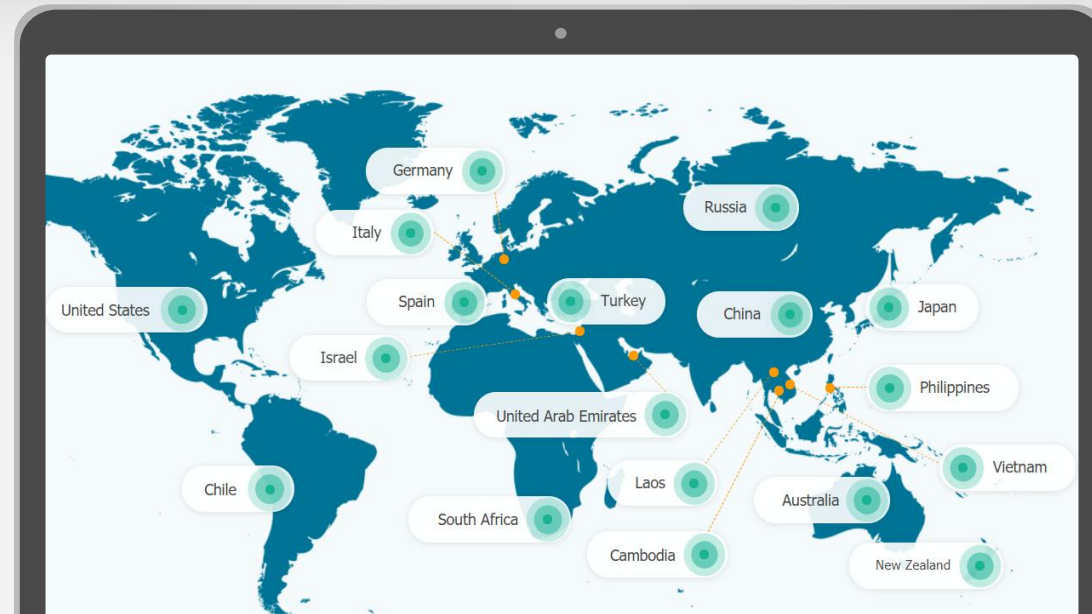 Germany
Russia
Italy
Spain
Turkey
United States
China
Japan
Israel
Philippines
United Arab Emirates
Vietnam
Laos
Chile
Australia
South Africa
Cambodia
New Zealand